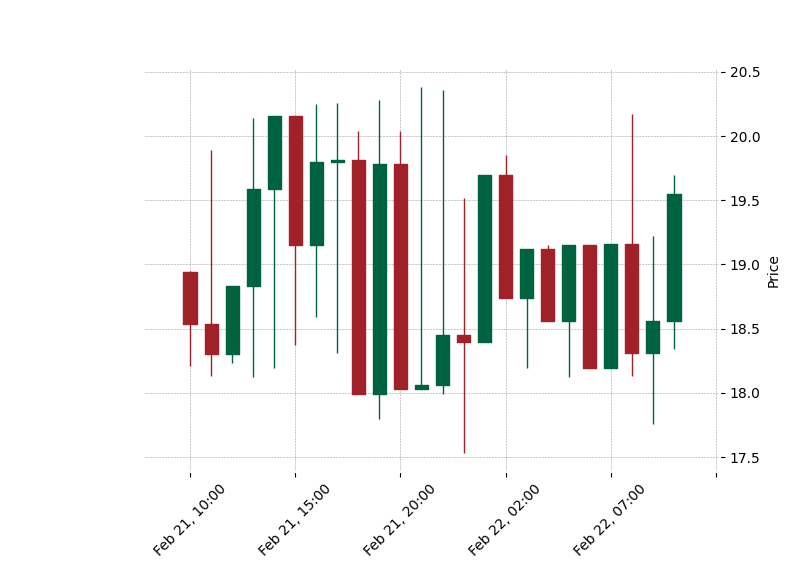 20.5
20.0
19.5
19.0
18.5
18.0
17.5
Price
Feb 21, 10:00
Feb 21, 15:00
Feb 21, 20:00
Feb 22, 02:00
Feb 22, 07:00